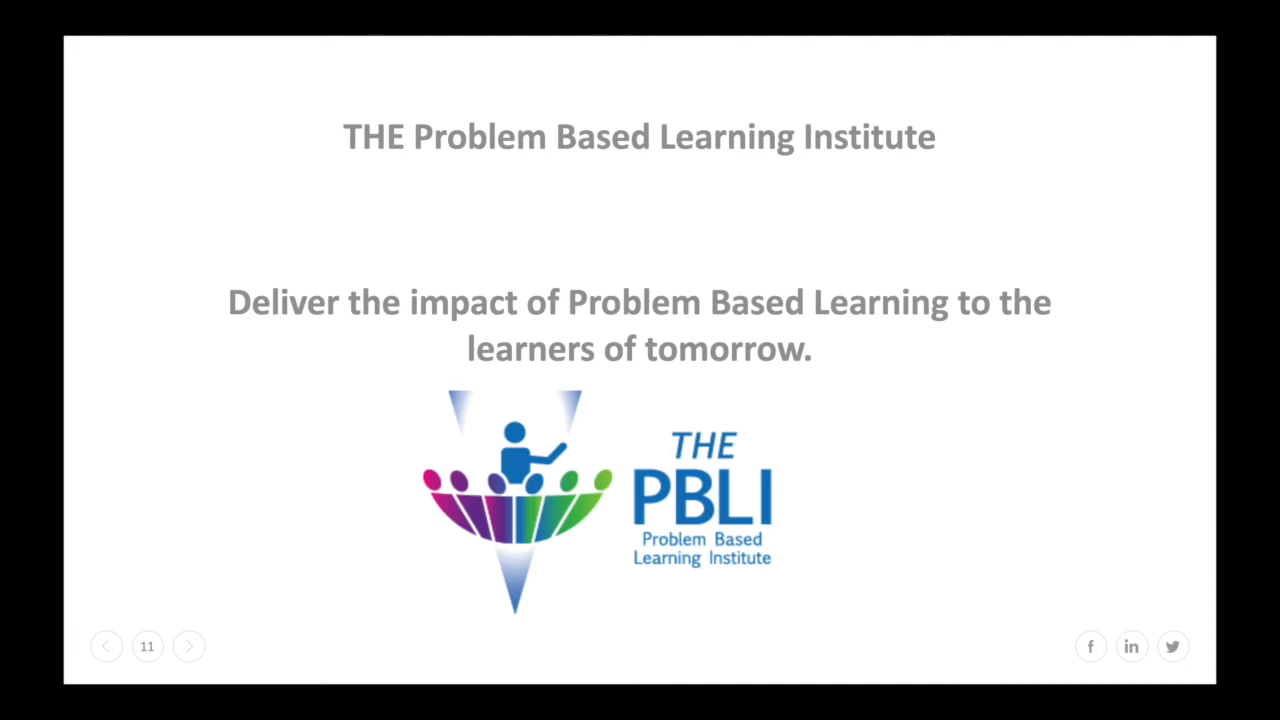 THE Problem Based Learning Institute
Deliver the impact of Problem Based Learning to the
learners of tomorrow.
THE
PBLI
Problem Based
Learning Institute
11
f
in